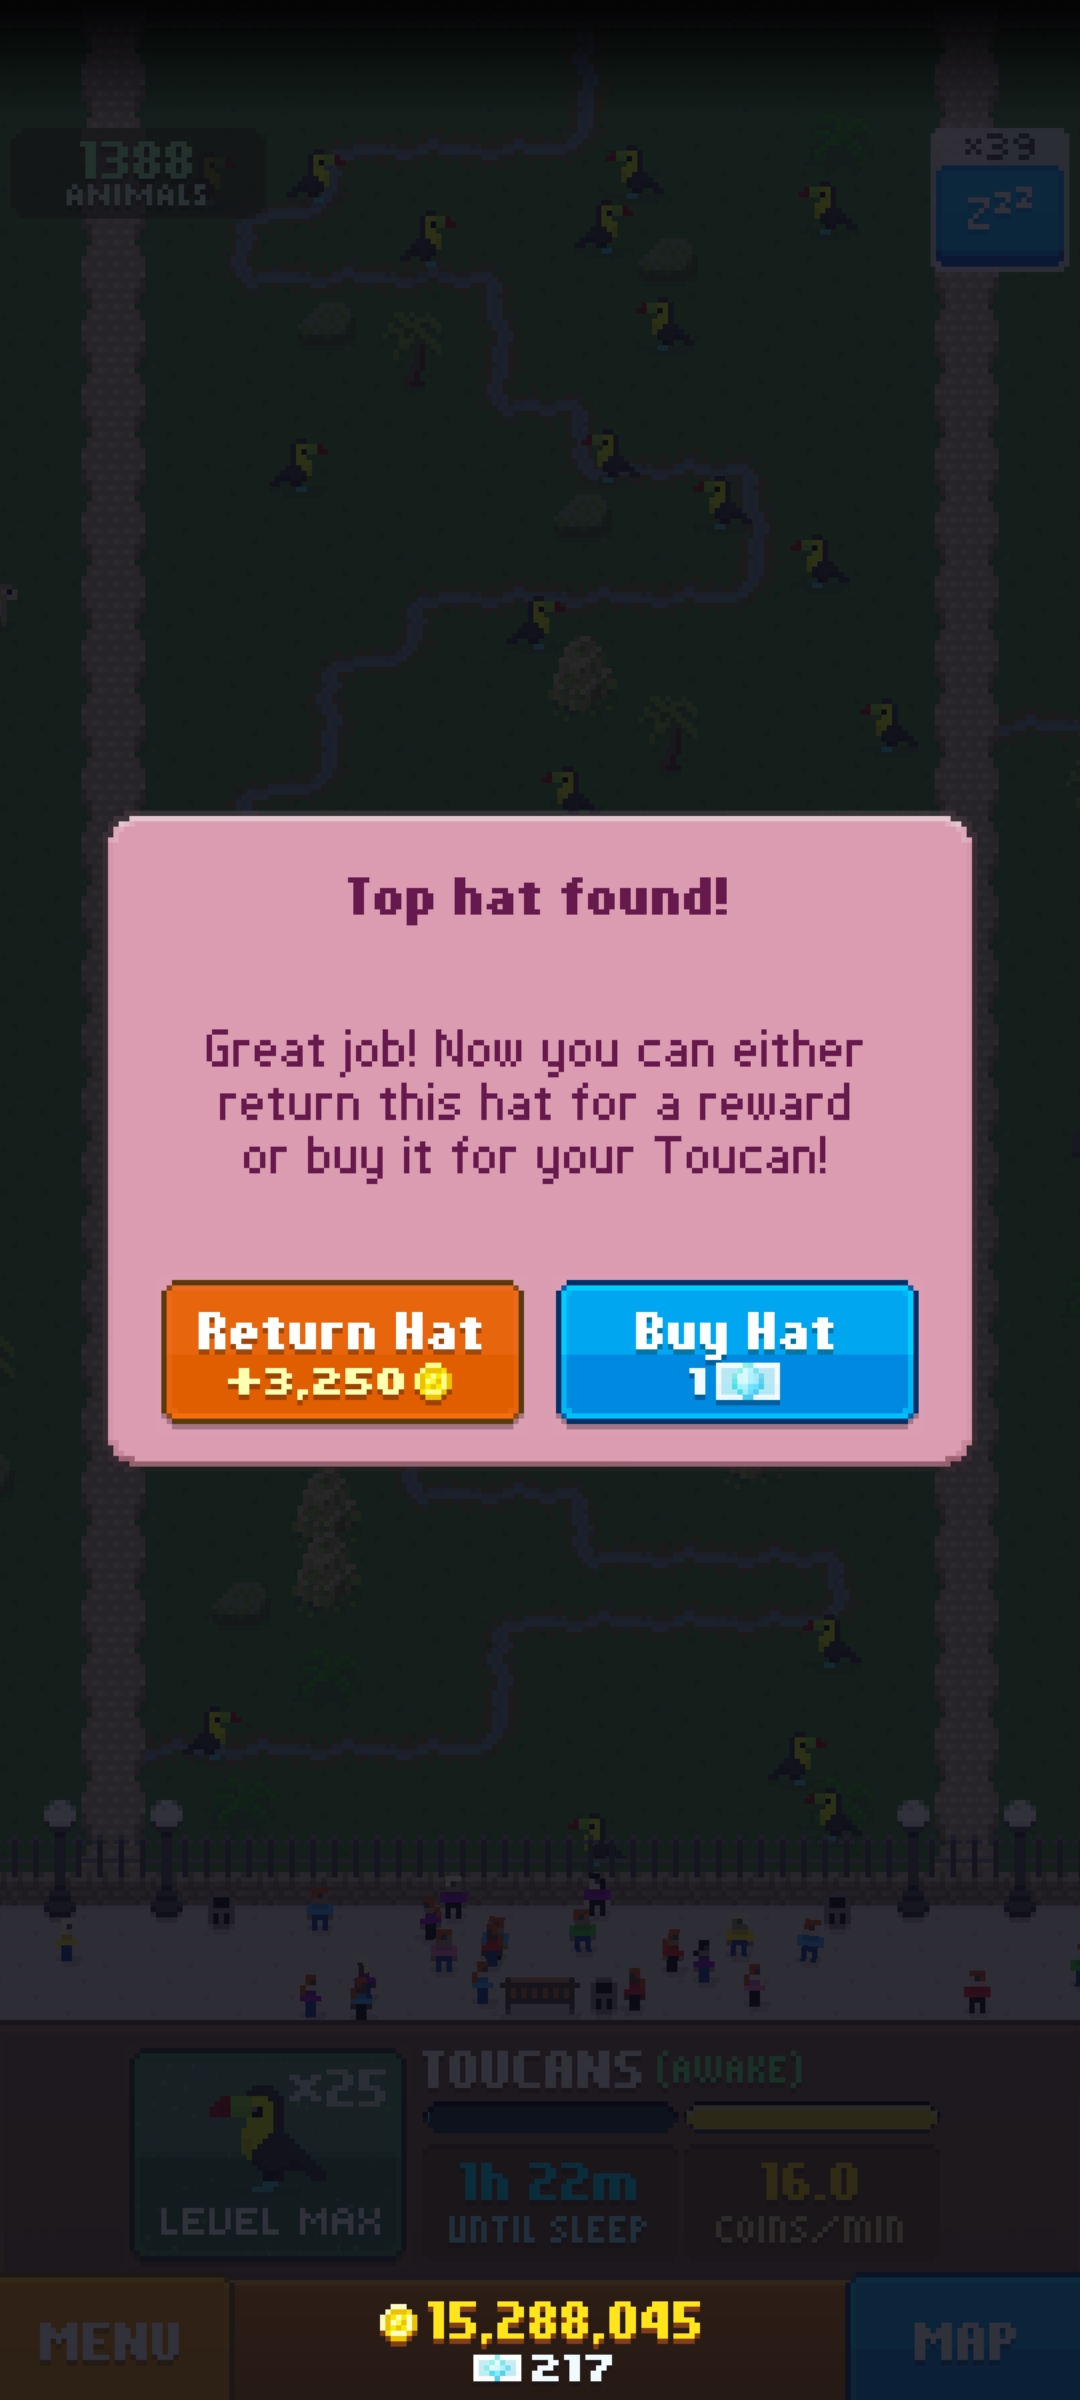 1388
ANIMALS
x39
zzz
Top hat found!
Great job! Now you can either
return this hat for a reward
or buy it for your Toucan!
Return Hat
+3,250
Buy Hat
1
x25
LEVEL MAX
TOUCANS (AWAKE)
1h 22m
UNTIL SLEEP
16.0
COINS/MIN
MENU
15,288,045
217
MAP